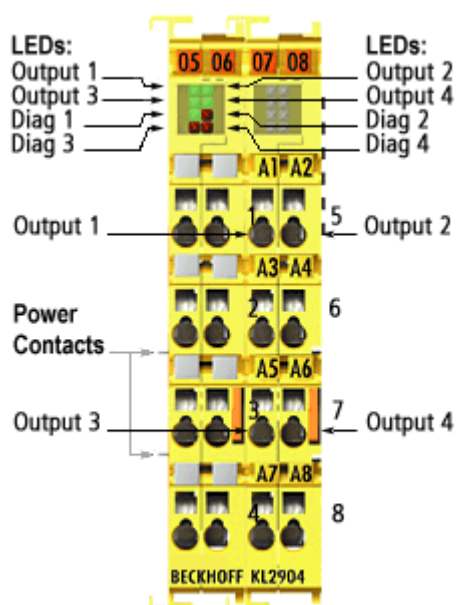 LEDs:
Output 1
Output 3
Diag 1
Diag 3
05 06 07 08
LEDs:
Output 2
Output 4
Diag 2
Diag 4
A1 A2
Output 1
1
5
Output 2
A3 A4
2
6
Power
Contacts
A5 A6
Output 3
3
7
Output 4
A7 A8
4
8
BECKHOFF KL2904